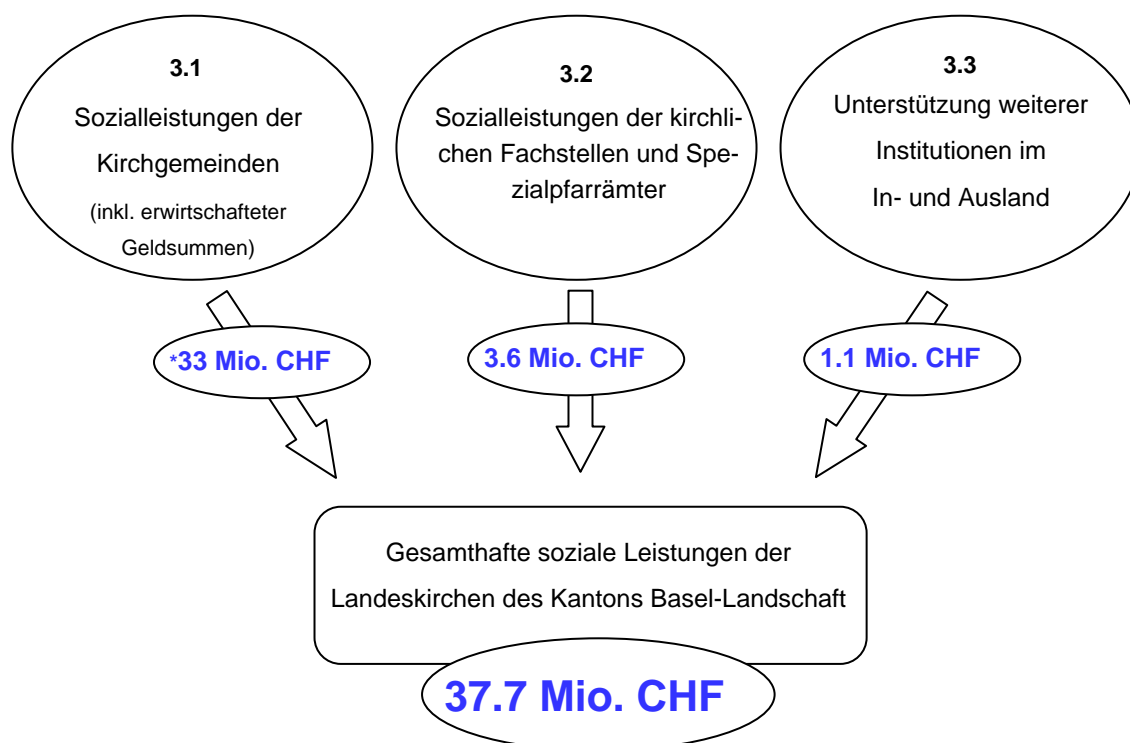 3.1
Sozialleistungen der
Kirchgemeinden
(inkl. erwirtschafteter
Geldsummen)
3.2
Sozialleistungen der kirchli-
chen Fachstellen und Spe-
zialpfarrämter
3.3
Unterstützung weiterer
Institutionen im
In- und Ausland
*33 Mio. CHF
3.6 Mio. CHF
1.1 Mio. CHF
Gesamthafte soziale Leistungen der
Landeskirchen des Kantons Basel-Landschaft
37.7 Mio. CHF